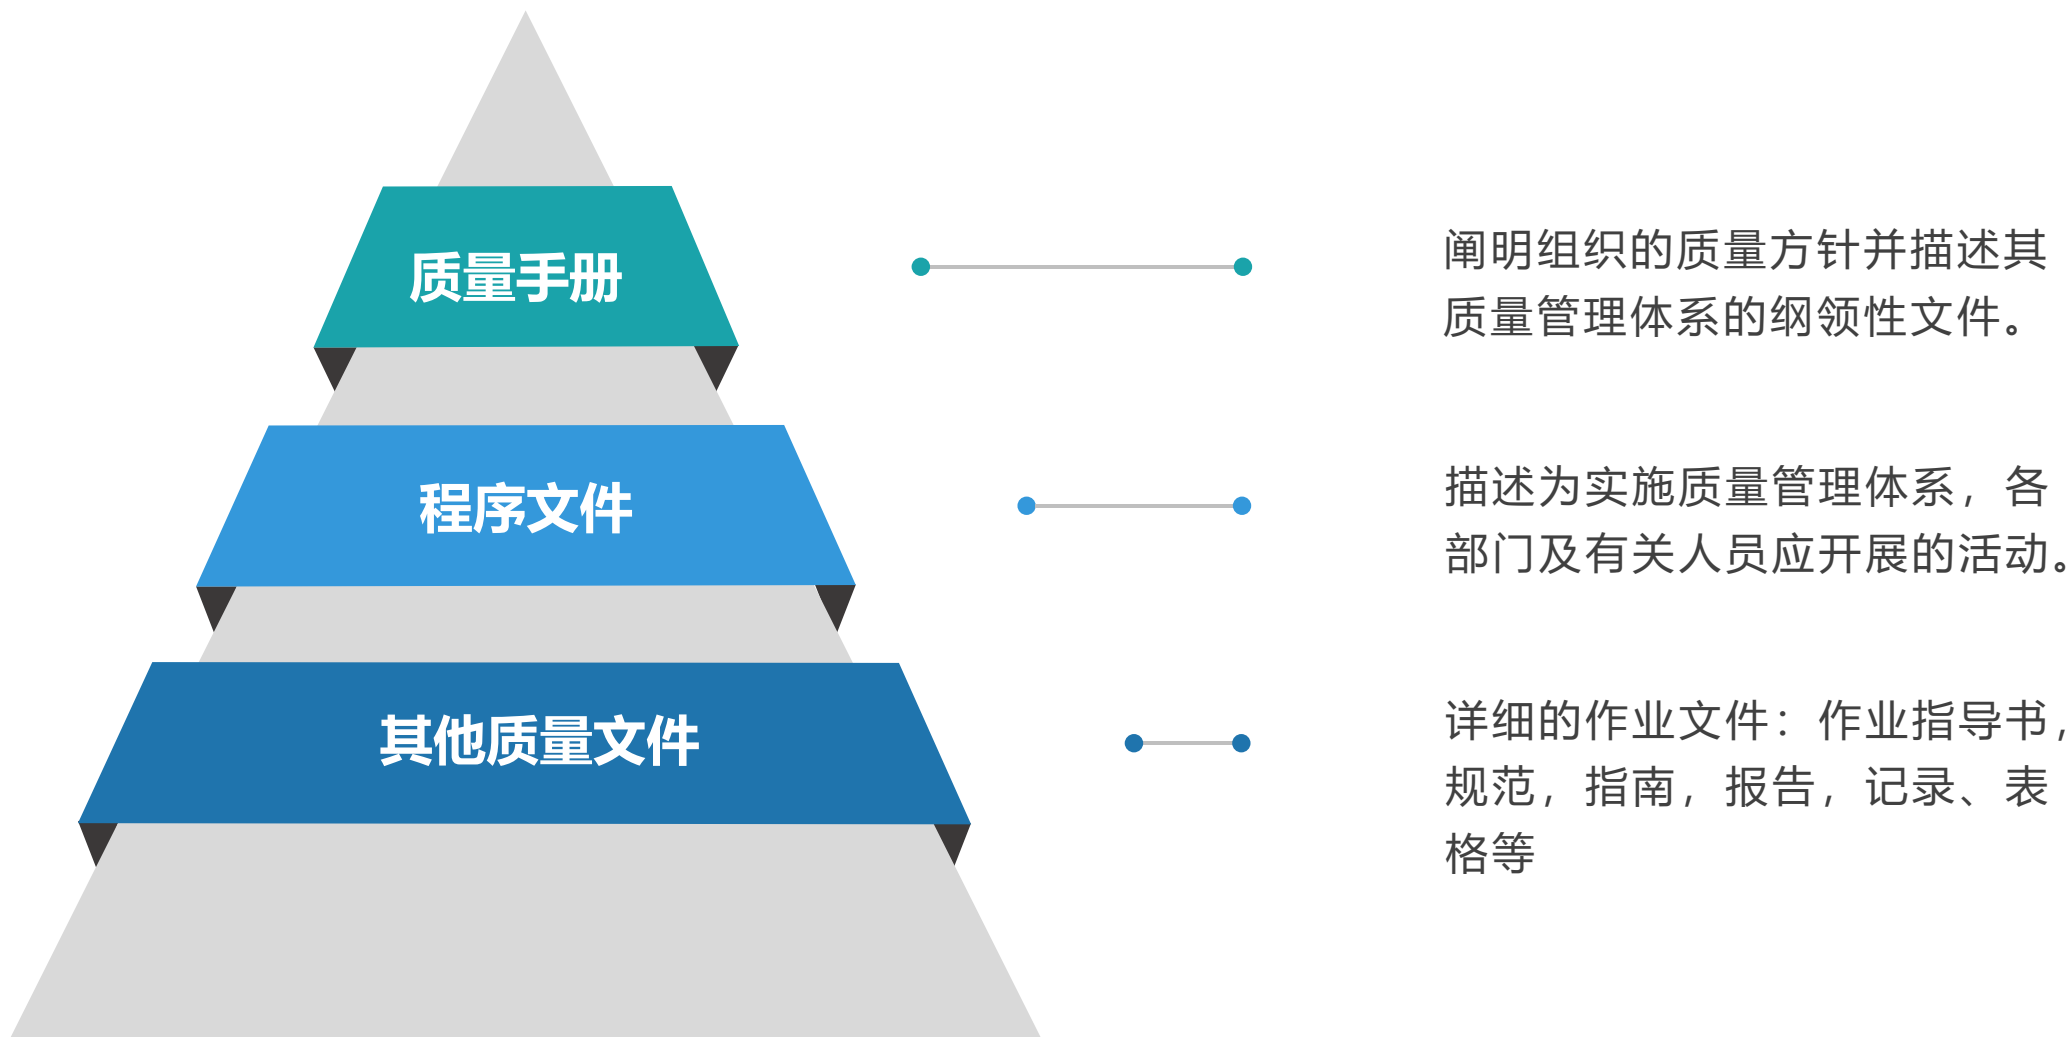 质量手册
阐明组织的质量方针并描述其
质量管理体系的纲领性文件。
程序文件
描述为实施质量管理体系，各
部门及有关人员应开展的活动。
其他质量文件
详细的作业文件：作业指导书，
规范，指南，报告，记录、表
格等